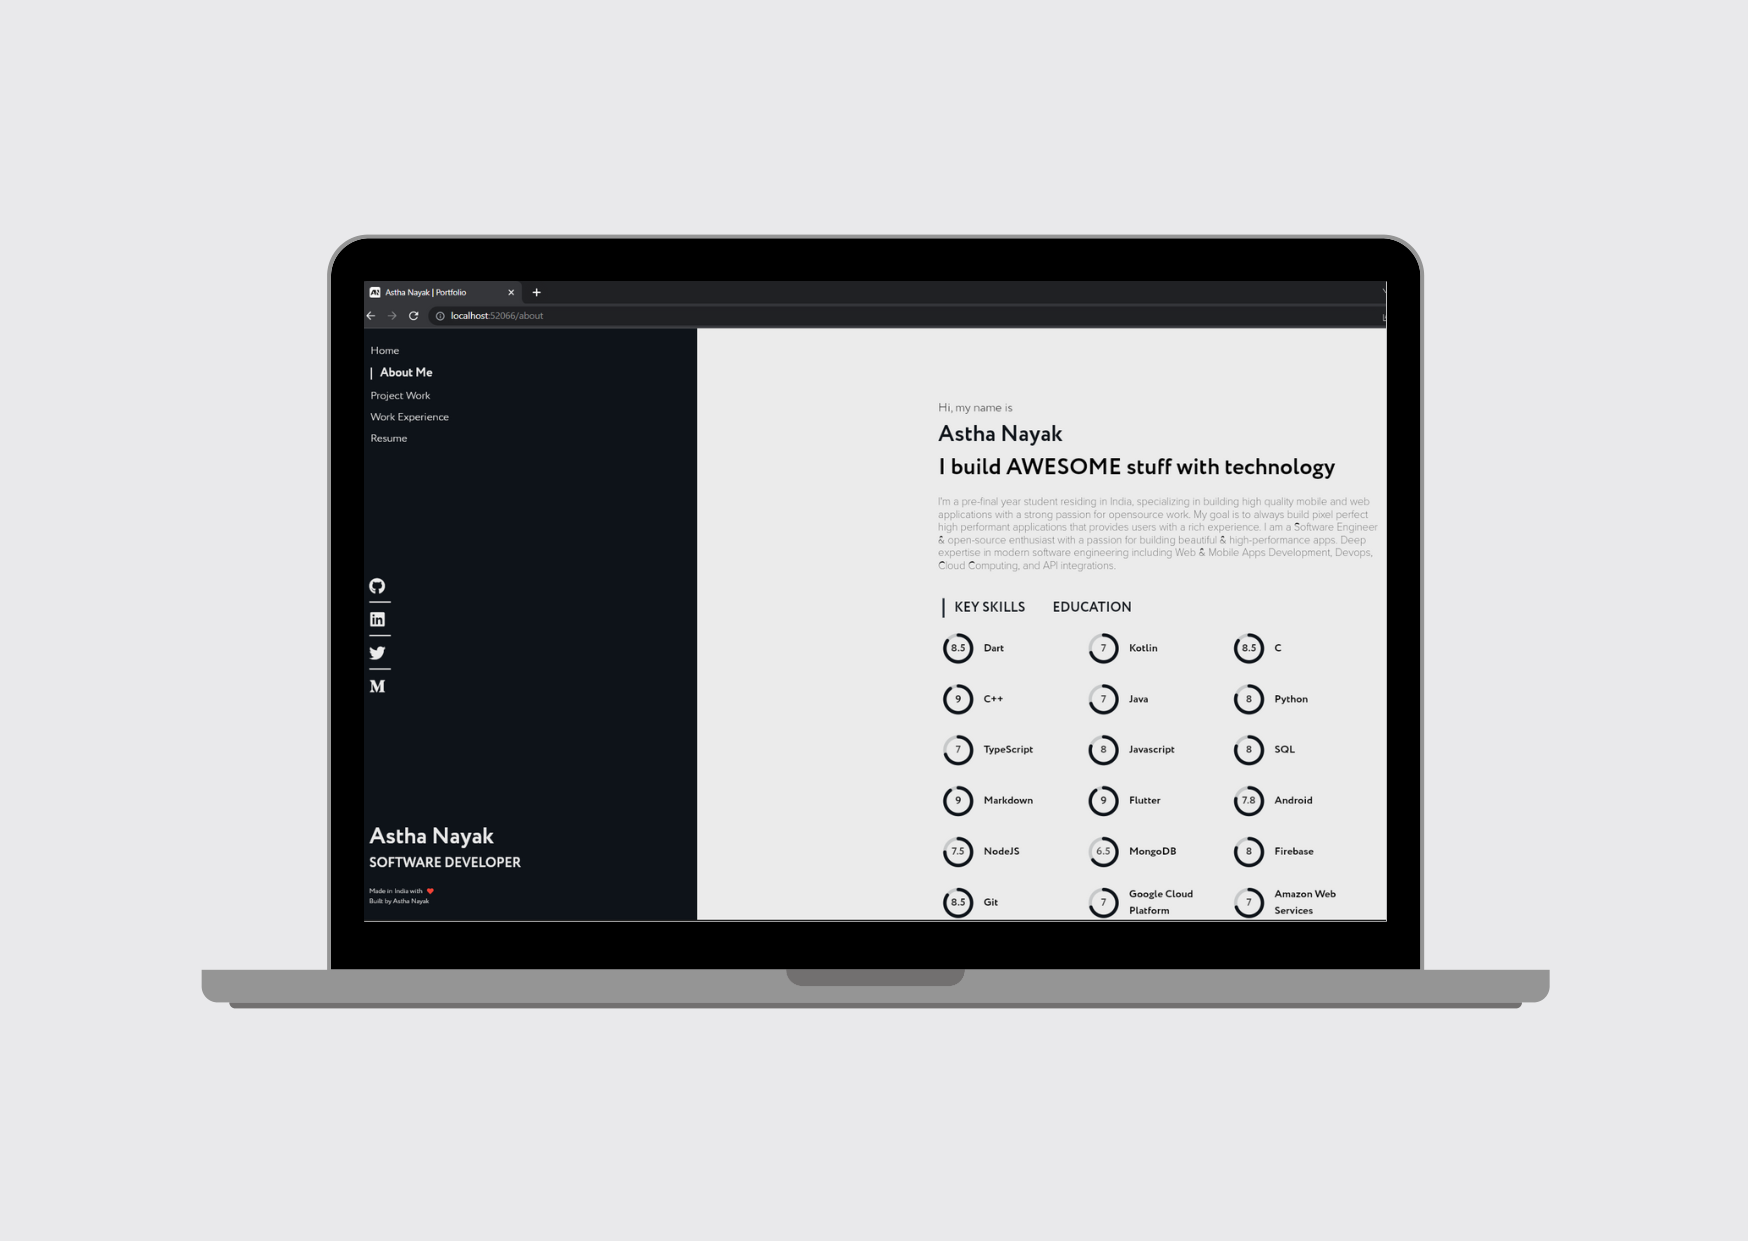 Astha Nayak | Portfolio
localhost:52066/about
Home
About Me
Project Work
Work Experience
Resume
Astha Nayak
SOFTWARE DEVELOPER
Made in India with ❤
Built by Astha Nayak
Hi, my name is
Astha Nayak
I build AWESOME stuff with technology
I'm a pre-final year student residing in India, specializing in building high quality mobile and web
applications with a strong passion for opensource work. My goal is to always build pixel perfect
high performant applications that provides users with a rich experience. I am a Software Engineer
& open-source enthusiast with a passion for building beautiful & high-performance apps. Deep
expertise in modern software engineering including Web & Mobile Apps Development, Devops,
Cloud Computing, and API integrations.
KEY SKILLS EDUCATION
8.5 Dart 7 Kotlin 8.5 C
9 C++ 7 Java 8 Python
7 TypeScript 8 Javascript 8 SQL
9 Markdown 9 Flutter 7.8 Android
7.5 NodeJS 6.5 MongoDB 8 Firebase
8.5 Git 7 Google Cloud Platform 7 Amazon Web Services